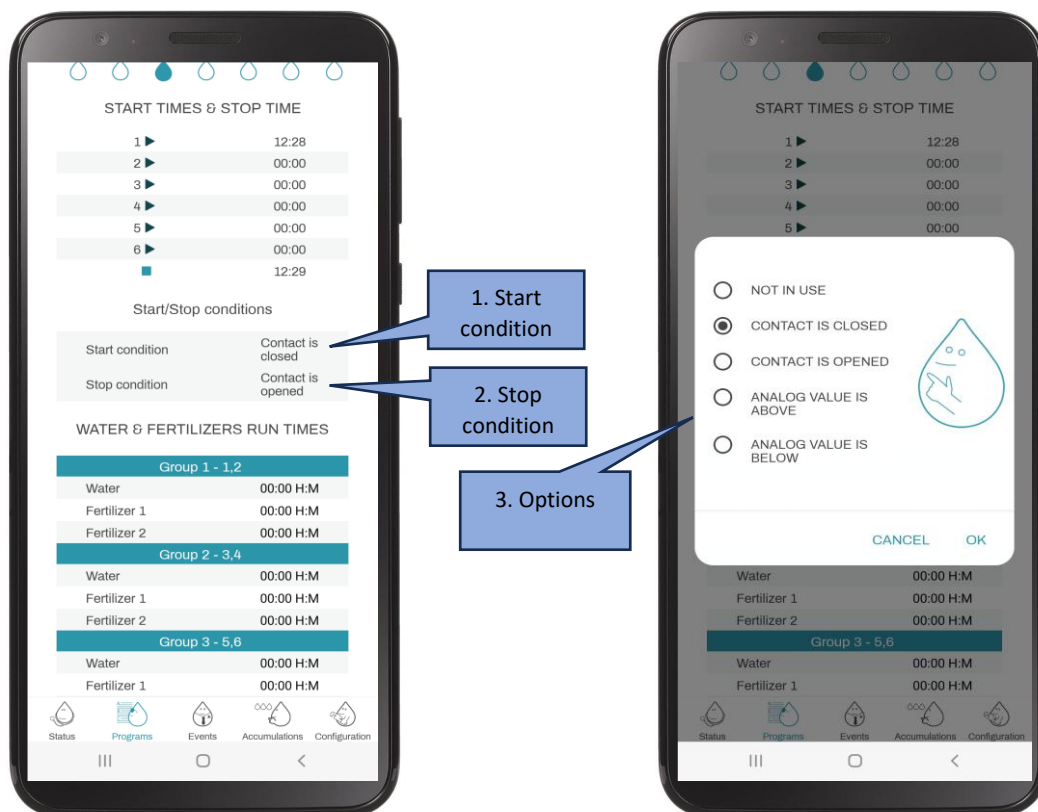 START TIMES & STOP TIME
1 12:28
2 00:00
3 00:00
4 00:00
5 00:00
6 00:00
12:29
Start/Stop conditions
Start condition Contact is
closed
Stop condition Contact is
opened
WATER & FERTILIZERS RUN TIMES
Group 1 - 1,2
Water 00:00 H:M
Fertilizer 1 00:00 H:M
Fertilizer 2 00:00 H:M
Group 2 - 3,4
Water 00:00 H:M
Fertilizer 1 00:00 H:M
Fertilizer 2 00:00 H:M
Group 3 - 5,6
Water 00:00 H:M
Fertilizer 1 00:00 H:M
Status Programs Events Accumulations Configuration
1. Start
condition
2. Stop
condition
3. Options
START TIMES & STOP TIME
1 12:28
2 00:00
3 00:00
4 00:00
5 00:00
NOT IN USE
CONTACT IS CLOSED
CONTACT IS OPENED
ANALOG VALUE IS
ABOVE
ANALOG VALUE IS
BELOW
CANCEL OK
Water 00:00 H:M
Fertilizer 1 00:00 H:M
Fertilizer 2 00:00 H:M
Group 3 - 5,6
Water 00:00 H:M
Fertilizer 1 00:00 H:M
Status Programs Events Accumulations Configuration